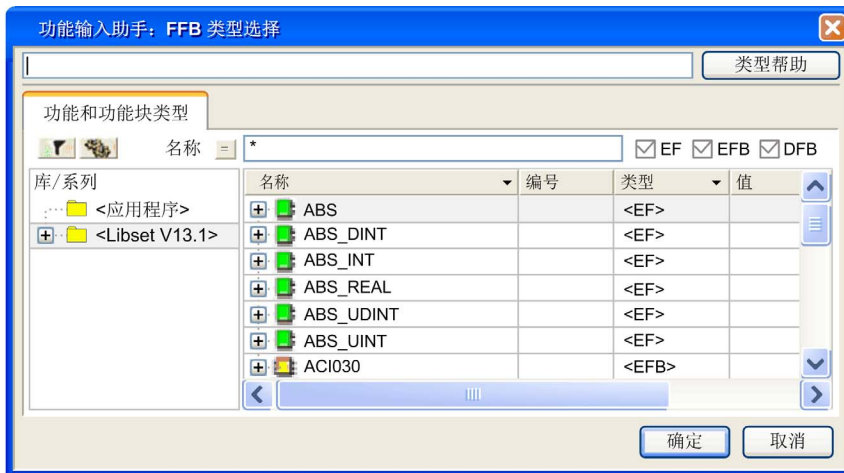 功能输入助手：FFB 类型选择
类型帮助
功能和功能块类型
名称 = * EF EFB DFB
库/系列 名称 编号 类型 值
<应用程序> ABS <EF>
<Libset V13.1> ABS_DINT <EF>
ABS_INT <EF>
ABS_REAL <EF>
ABS_UDINT <EF>
ABS_UINT <EF>
ACI030 <EFB>
确定 取消